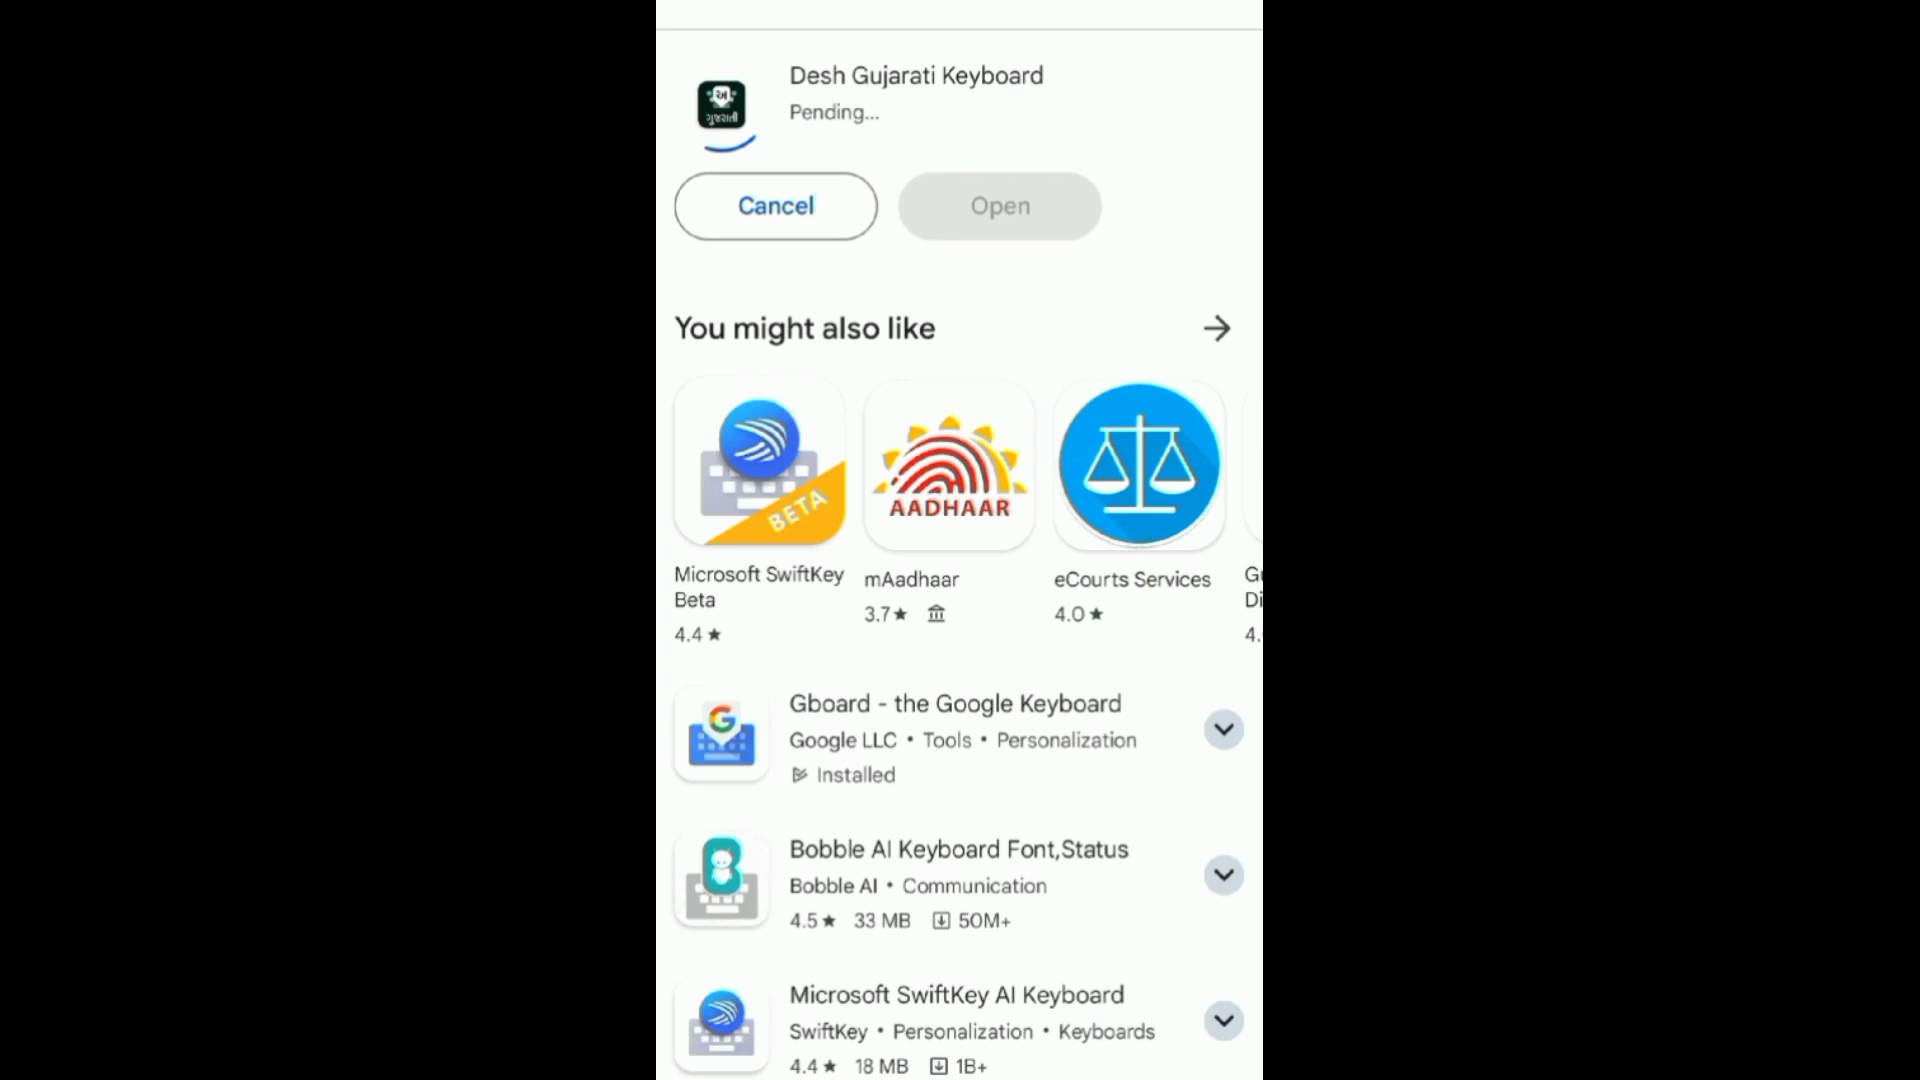 Desh Gujarati Keyboard
Pending...
અ
ગુજરાતી
Cancel
Open
You might also like
BETA
AADHAAR
Microsoft SwiftKey
Beta
4.4★
mAadhaar
3.7★
eCourts Services
4.0★
4.
Gboard - the Google Keyboard
Google LLC • Tools • Personalization
Installed
Bobble AI Keyboard Font,Status
Bobble AI • Communication
4.5★ 33 MB 50M+
Microsoft SwiftKey AI Keyboard
SwiftKey • Personalization • Keyboards
4.4★ 18 MB 1B+